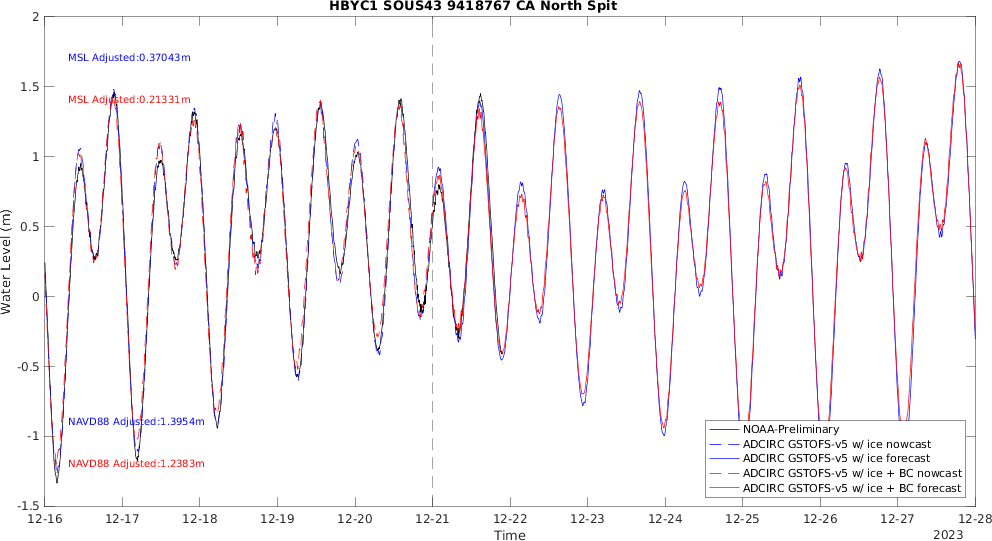 HBYC1 SOUS43 9418767 CA North Spit
2
MSL Adjusted:0.37043m
1.5
MSL Adjusted:0.21331m
1
0.5
Water Level (m)
0
-0.5
NAVD88 Adjusted:1.3954m
-1
NAVD88 Adjusted:1.2383m
-1.5
NOAA-Preliminary
ADCIRC GSTOFS-v5 w/ ice nowcast
ADCIRC GSTOFS-v5 w/ ice forecast
ADCIRC GSTOFS-v5 w/ ice + BC nowcast
ADCIRC GSTOFS-v5 w/ ice + BC forecast
12-16 12-17 12-18 12-19 12-20 12-21 12-22 12-23 12-24 12-25 12-26 12-27 12-28
Time
2023